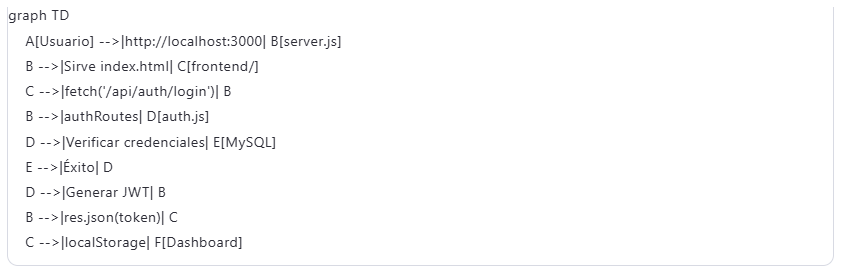 graph TD
A[Usuario] -->|http://localhost:3000| B[server.js]
B -->|Sirve index.html| C[frontend/]
C -->|fetch('/api/auth/login')| B
B -->|authRoutes| D[auth.js]
D -->|Verificar credenciales| E[MySQL]
E -->|Éxito| D
D -->|Generar JWT| B
B -->|res.json(token)| C
C -->|localStorage| F[Dashboard]